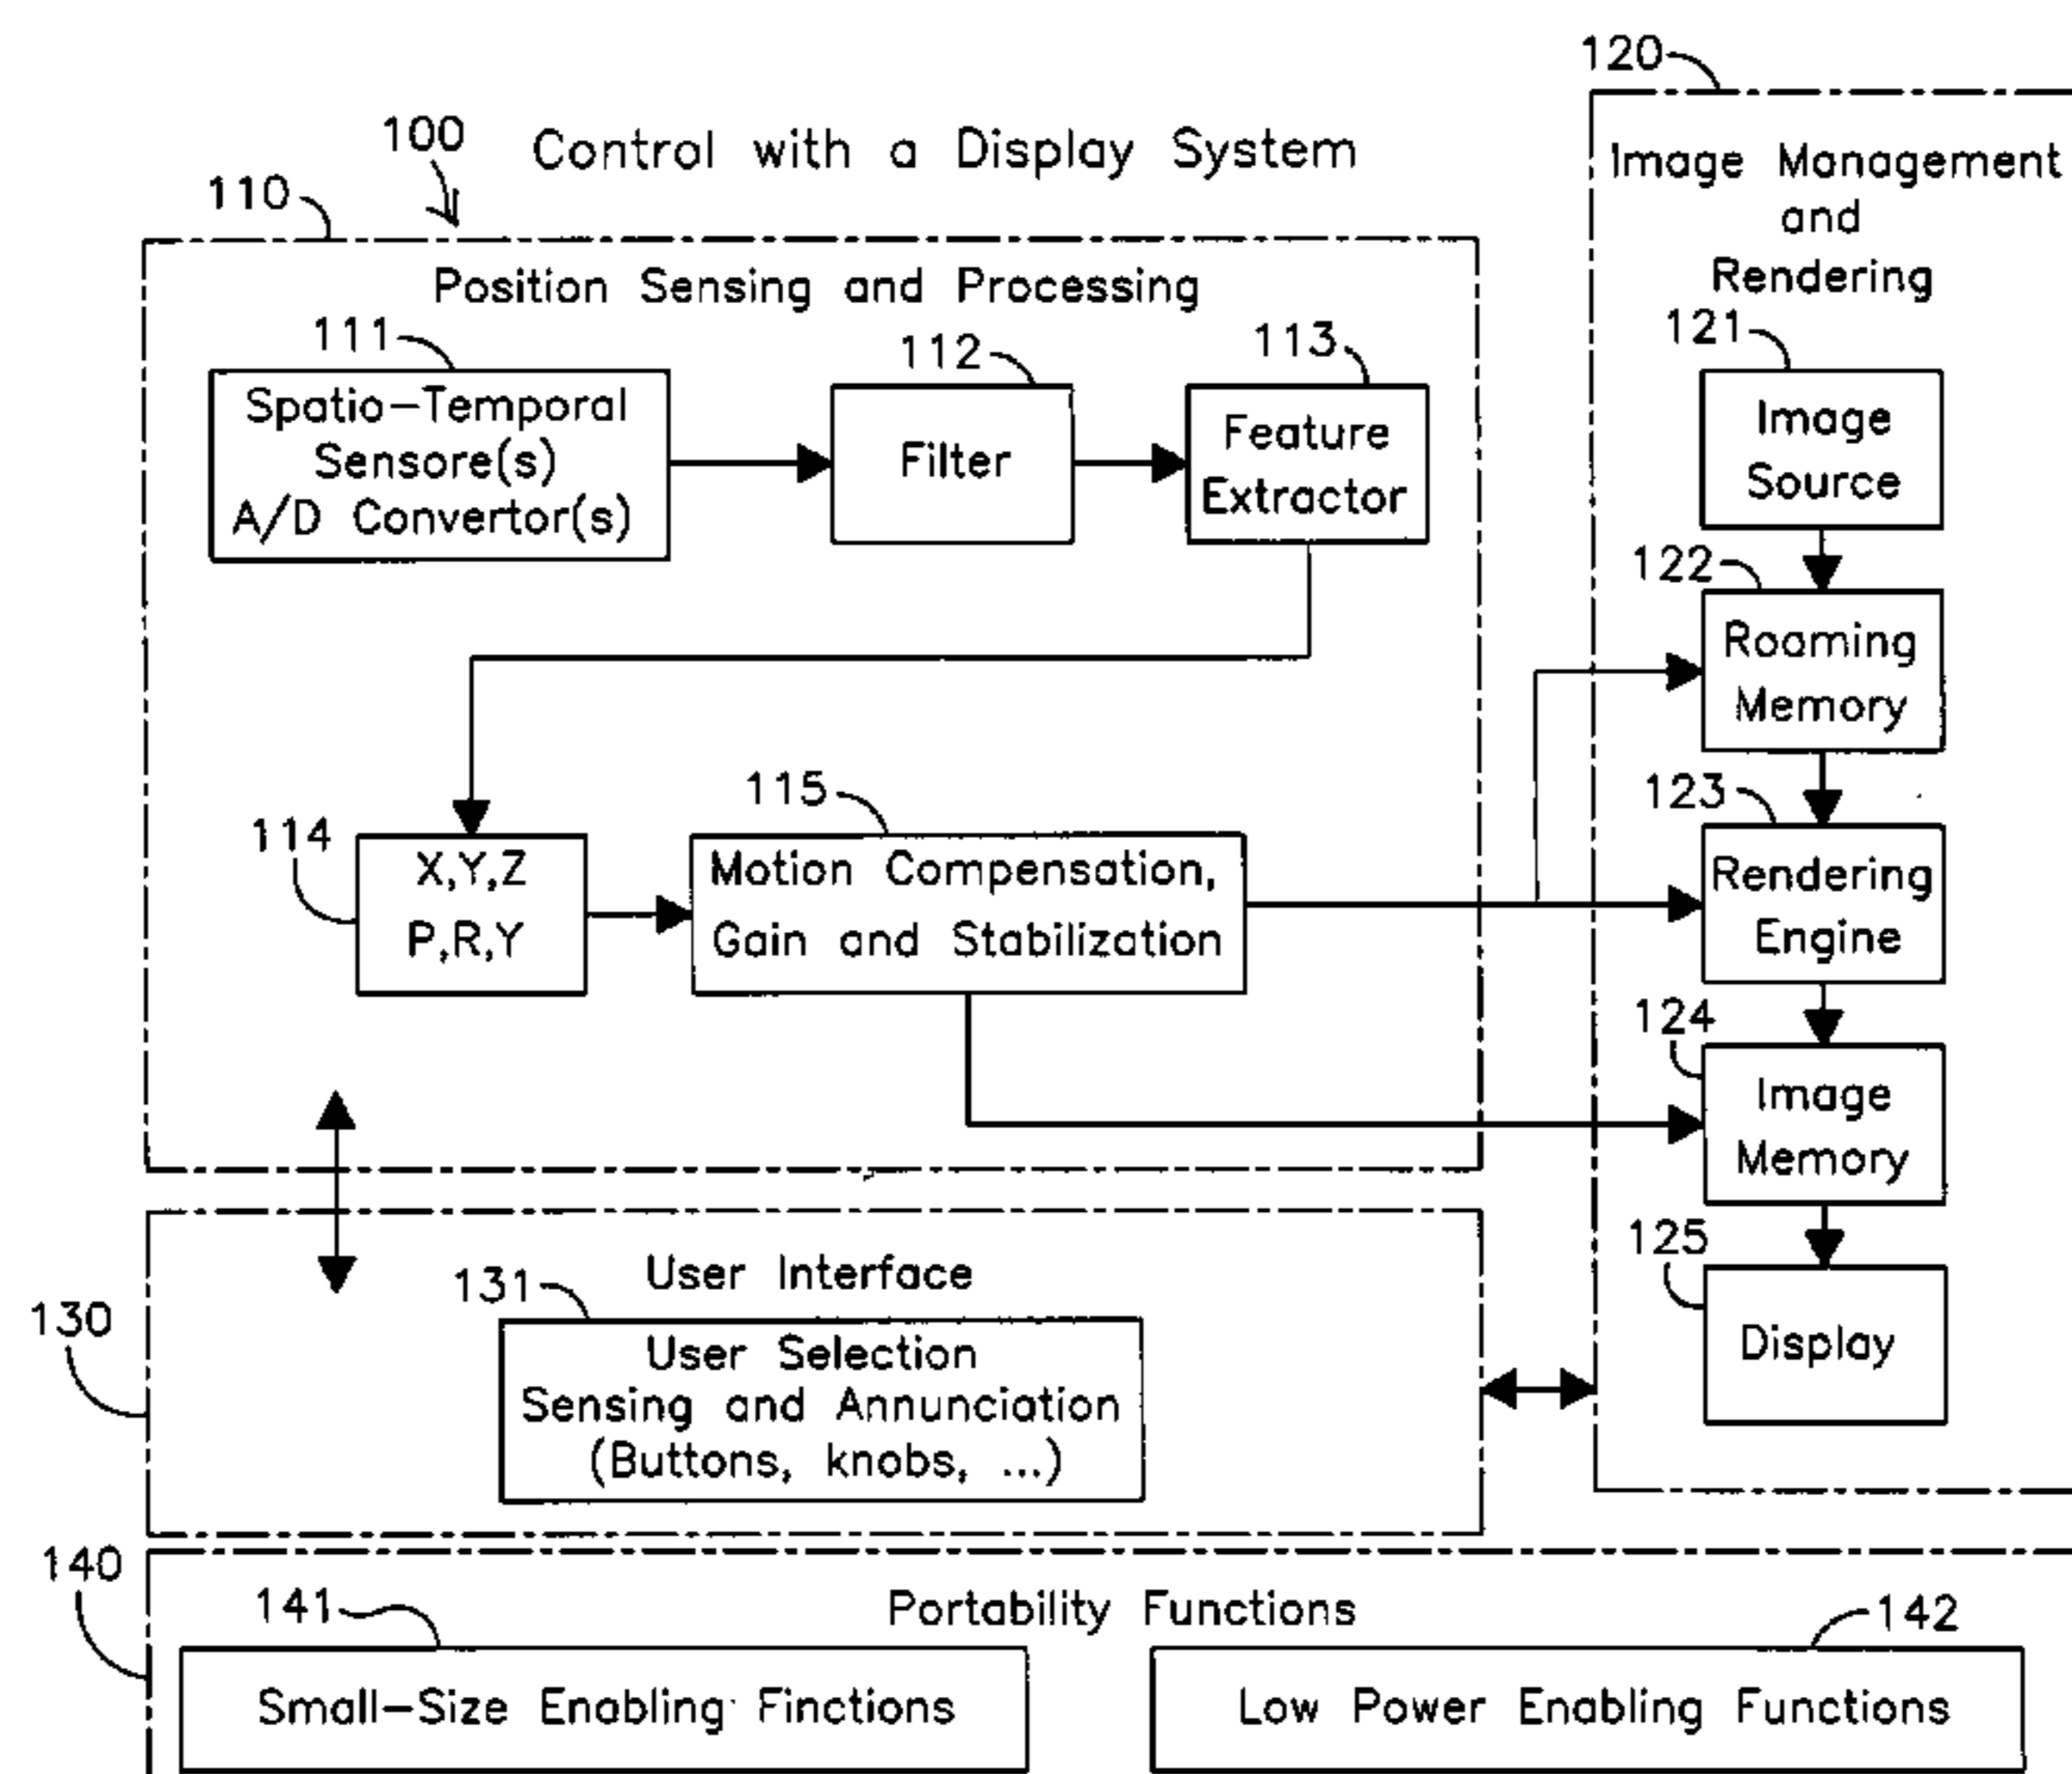 120
100
Control with a Display System
110
Image Management
and
Rendering
Position Sensing and Processing
111
112
113
121
Spatio-Temporal
Sensore(s)
A/D Convertor(s)
Filter
Feature
Extractor
Image
Source
122
Roaming
Memory
114
115
123
X,Y,Z
P,R,Y
Motion Compensation,
Gain and Stabilization
Rendering
Engine
124
Image
Memory
125
Display
130
User Interface
131
User Selection
Sensing and Annunciation
(Buttons, knobs, ...)
140
Portability Functions
141
142
Small-Size Enabling Finctions
Low Power Enabling Functions